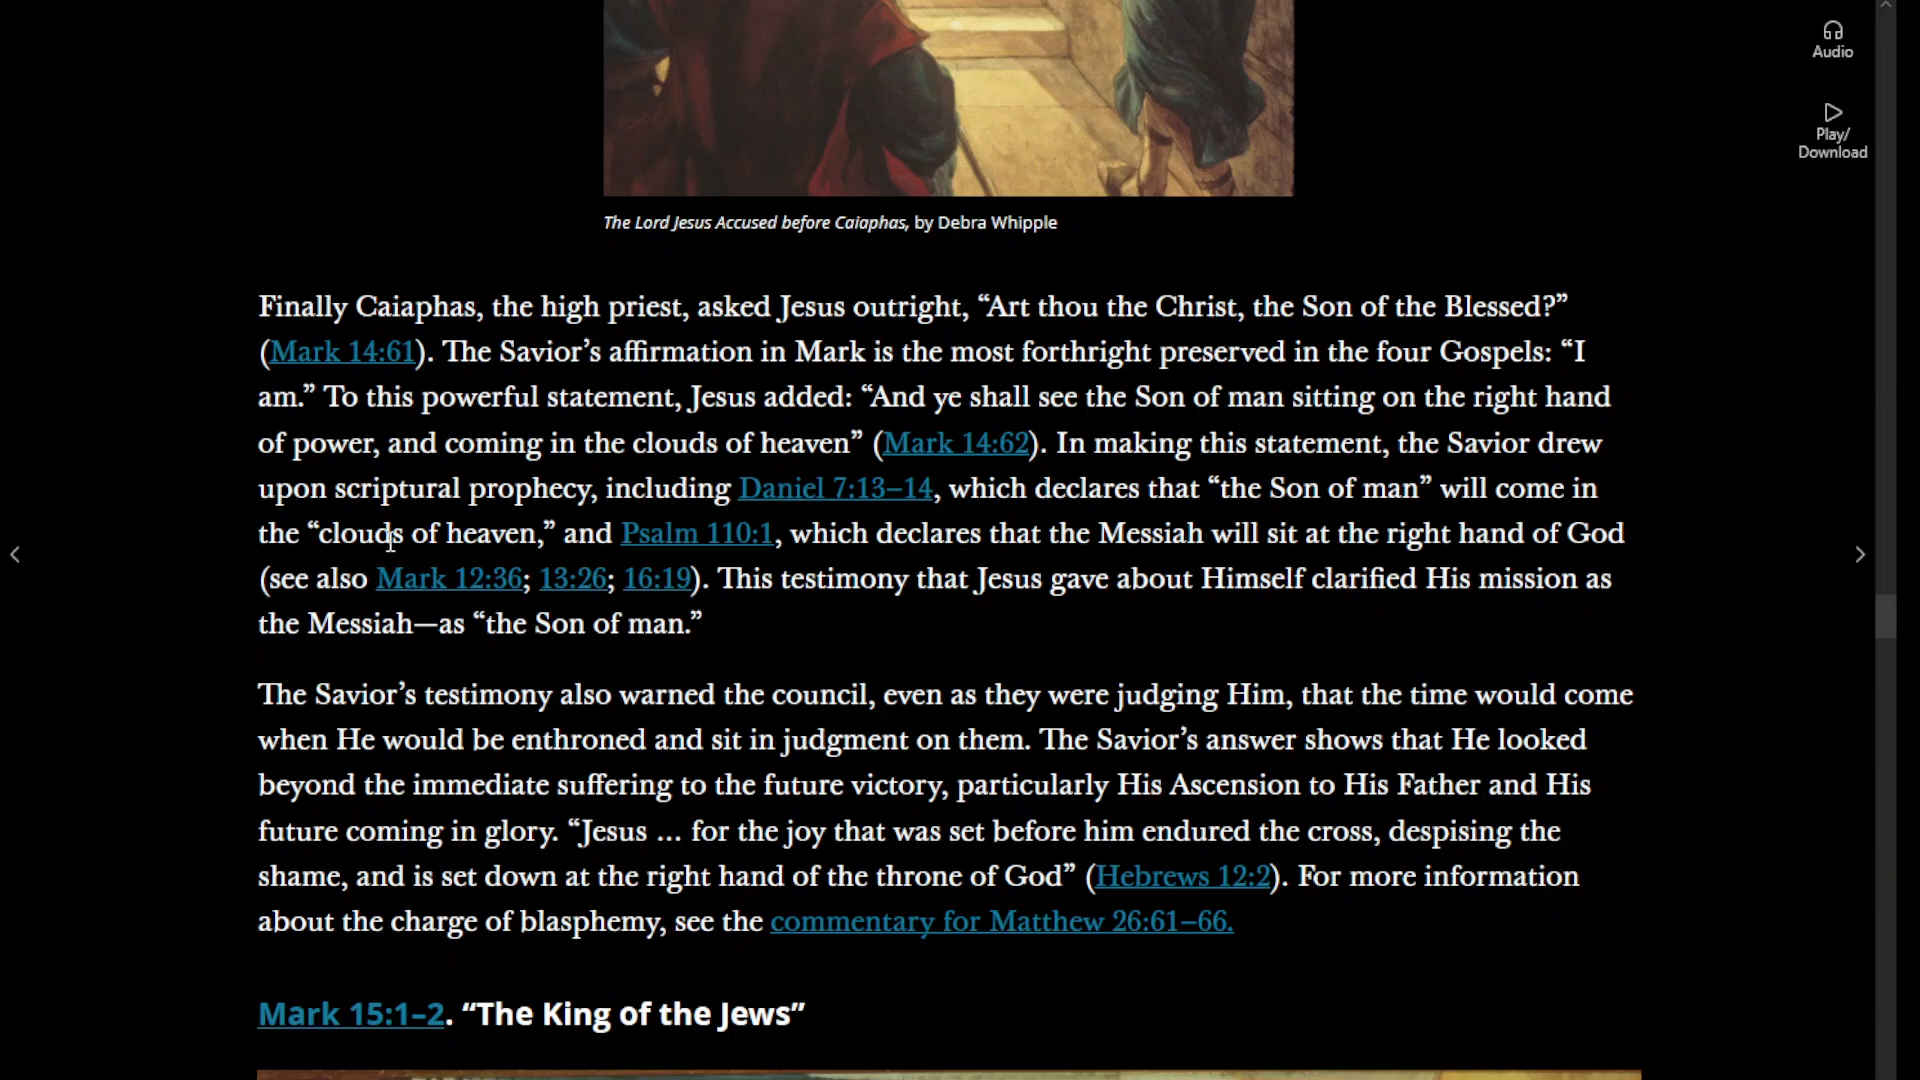 Audio
Play/
Download
The Lord Jesus Accused before Caiaphas, by Debra Whipple
Finally Caiaphas, the high priest, asked Jesus outright, “Art thou the Christ, the Son of the Blessed?”
(Mark 14:61). The Savior’s affirmation in Mark is the most forthright preserved in the four Gospels: “I
am.” To this powerful statement, Jesus added: “And ye shall see the Son of man sitting on the right hand
of power, and coming in the clouds of heaven” (Mark 14:62). In making this statement, the Savior drew
upon scriptural prophecy, including Daniel 7:13–14, which declares that “the Son of man” will come in
the “clouds of heaven,” and Psalm 110:1, which declares that the Messiah will sit at the right hand of God
(see also Mark 12:36; 13:26; 16:19). This testimony that Jesus gave about Himself clarified His mission as
the Messiah—as “the Son of man.”
The Savior’s testimony also warned the council, even as they were judging Him, that the time would come
when He would be enthroned and sit in judgment on them. The Savior’s answer shows that He looked
beyond the immediate suffering to the future victory, particularly His Ascension to His Father and His
future coming in glory. “Jesus … for the joy that was set before him endured the cross, despising the
shame, and is set down at the right hand of the throne of God” (Hebrews 12:2). For more information
about the charge of blasphemy, see the commentary for Matthew 26:61–66.
Mark 15:1–2. “The King of the Jews”